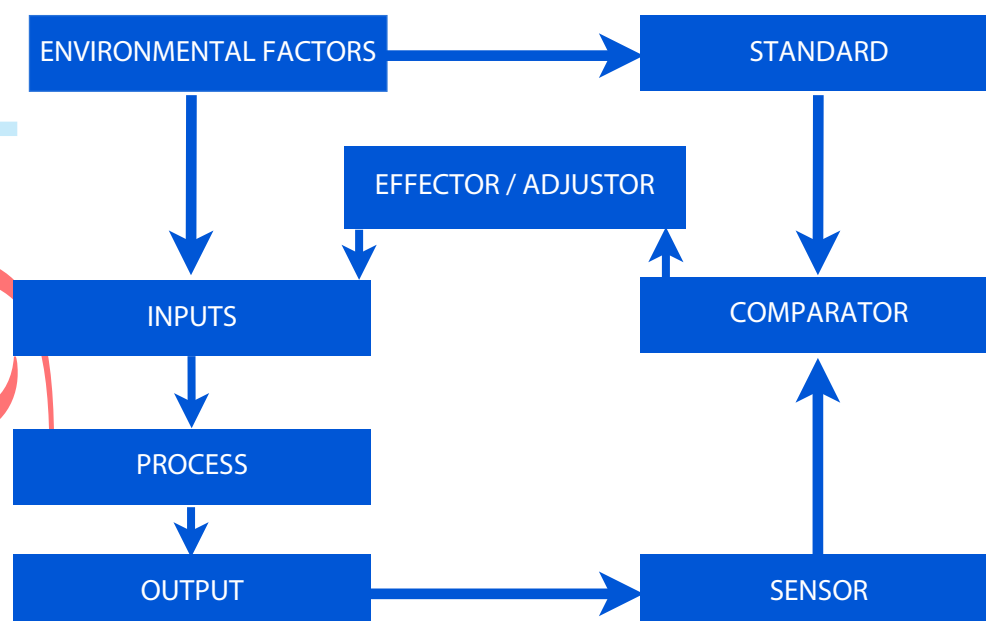 ENVIRONMENTAL FACTORS
STANDARD
EFFECTOR / ADJUSTOR
INPUTS
COMPARATOR
PROCESS
OUTPUT
SENSOR